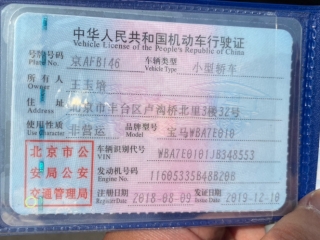 中华人民共和国机动车行驶证
Vehicle License of the People's Republic of China
号牌号码 京AFB146 车辆类型 小型轿车
Plate No. Vehicle Type
所有人
Owner
住址 北京市丰台区卢沟桥北里3楼32号
Address
使用性质 非营运 品牌型号 宝马WBA7E010
Use Character Model
北京市公 车辆识别代号
安局公安 VIN
交通管理局 发动机号码
Engine No.
注册日期 2018-08-09 发证日期 2019-12-10
Register Date Issue Date